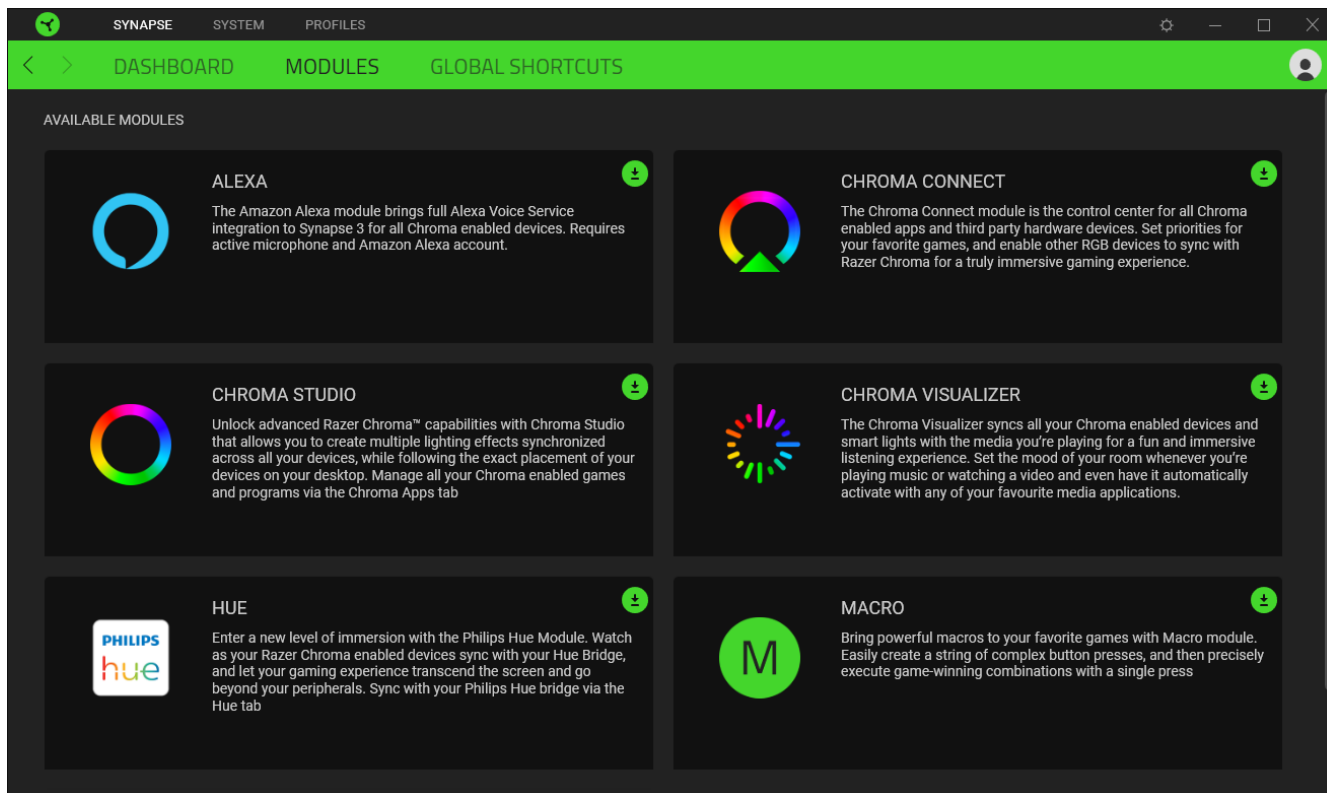 SYNAPSE SYSTEM PROFILES
DASHBOARD MODULES GLOBAL SHORTCUTS
AVAILABLE MODULES
ALEXA
The Amazon Alexa module brings full Alexa Voice Service
integration to Synapse 3 for all Chroma enabled devices. Requires
active microphone and Amazon Alexa account.
CHROMA CONNECT
The Chroma Connect module is the control center for all Chroma
enabled apps and third party hardware devices. Set priorities for
your favorite games, and enable other RGB devices to sync with
Razer Chroma for a truly immersive gaming experience.
CHROMA STUDIO
Unlock advanced Razer Chroma™ capabilities with Chroma Studio
that allows you to create multiple lighting effects synchronized
across all your devices, while following the exact placement of your
devices on your desktop. Manage all your Chroma enabled games
and programs via the Chroma Apps tab
CHROMA VISUALIZER
The Chroma Visualizer syncs all your Chroma enabled devices and
smart lights with the media you're playing for a fun and immersive
listening experience. Set the mood of your room whenever you're
playing music or watching a video and even have it automatically
activate with any of your favourite media applications.
PHILIPS
hue
HUE
Enter a new level of immersion with the Philips Hue Module. Watch
as your Razer Chroma enabled devices sync with your Hue Bridge,
and let your gaming experience transcend the screen and go
beyond your peripherals. Sync with your Philips Hue bridge via the
Hue tab
M
MACRO
Bring powerful macros to your favorite games with Macro module.
Easily create a string of complex button presses, and then precisely
execute game-winning combinations with a single press